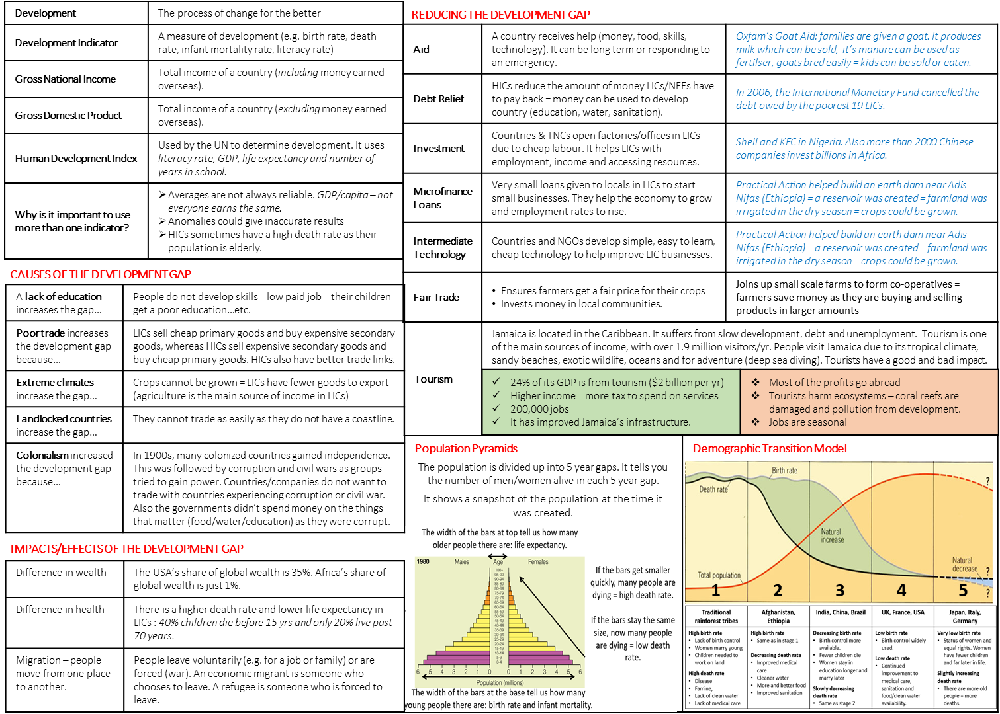 Development
The process of change for the better
Development Indicator
A measure of development (e.g. birth rate, death
rate, infant mortality rate, literacy rate)
Gross National Income
Total income of a country (including money earned
overseas).
Gross Domestic Product
Total income of a country (excluding money earned
overseas).
Human Development Index
Used by the UN to determine development. It uses
literacy rate, GDP, life expectancy and number of
years in school.
Why is it important to use
more than one indicator?
➢ Averages are not always reliable. GDP/capita – not
everyone earns the same.
➢ Anomalies could give inaccurate results
➢ HICs sometimes have a high death rate as their
population is elderly.
CAUSES OF THE DEVELOPMENT GAP
A lack of education
increases the gap...
People do not develop skills = low paid job = their children
get a poor education...etc.
Poor trade increases
the development gap
because...
LICs sell cheap primary goods and buy expensive secondary
goods, whereas HICs sell expensive secondary goods and
buy cheap primary goods. HICs also have better trade links.
Extreme climates
increase the gap...
Crops cannot be grown = LICs have fewer goods to export
(agriculture is the main source of income in LICs)
Landlocked countries
increase the gap...
They cannot trade as easily as they do not have a coastline.
Colonialism increased
the development gap
because...
In 1900s, many colonized countries gained independence.
This was followed by corruption and civil wars as groups
tried to gain power. Countries/companies do not want to
trade with countries experiencing corruption or civil war.
Also the governments didn't spend money on the things
that matter (food/water/education) as they were corrupt.
IMPACTS/EFFECTS OF THE DEVELOPMENT GAP
Difference in wealth
The USA's share of global wealth is 35%. Africa's share of
global wealth is just 1%.
Difference in health
There is a higher death rate and lower life expectancy in
LICs : 40% children die before 15 yrs and only 20% live past
70 years.
Migration – people
move from one place
to another.
People leave voluntarily (e.g. for a job or family) or are
forced (war). An economic migrant is someone who
chooses to leave. A refugee is someone who is forced to
leave.
REDUCING THE DEVELOPMENT GAP
Aid
A country receives help (money, food, skills,
technology). It can be long term or responding to
an emergency.
Oxfam's Goat Aid: families are given a goat. It produces
milk which can be sold, it's manure can be used as
fertilser, goats bred easily = kids can be sold or eaten.
Debt Relief
HICs reduce the amount of money LICs/NEEs have
to pay back = money can be used to develop
country (education, water, sanitation).
In 2006, the International Monetary Fund cancelled the
debt owed by the poorest 19 LICs.
Investment
Countries & TNCs open factories/offices in LICs
due to cheap labour. It helps LICs with
employment, income and accessing resources.
Shell and KFC in Nigeria. Also more than 2000 Chinese
companies invest billions in Africa.
Microfinance
Loans
Very small loans given to locals in LICs to start
small businesses. They help the economy to grow
and employment rates to rise.
Practical Action helped build an earth dam near Adis
Nifas (Ethiopia) = a reservoir was created = farmland was
irrigated in the dry season = crops could be grown.
Intermediate
Technology
Countries and NGOs develop simple, easy to learn,
cheap technology to help improve LIC businesses.
Practical Action helped build an earth dam near Adis
Nifas (Ethiopia) = a reservoir was created = farmland was
irrigated in the dry season = crops could be grown.
Fair Trade
• Ensures farmers get a fair price for their crops
• Invests money in local communities.
Joins up small scale farms to form co-operatives =
farmers save money as they are buying and selling
products in larger amounts
Tourism
Jamaica is located in the Caribbean. It suffers from slow development, debt and unemployment. Tourism is one
of the main sources of income, with over 1.9 million visitors/yr. People visit Jamaica due to its tropical climate,
sandy beaches, exotic wildlife, oceans and for adventure (deep sea diving). Tourists have a good and bad impact.
✓ 24% of its GDP is from tourism ($2 billion per yr)
✓ Higher income = more tax to spend on services
✓ 200,000 jobs
✓ It has improved Jamaica's infrastructure.
❖ Most of the profits go abroad
❖ Tourists harm ecosystems – coral reefs are
damaged and pollution from development.
❖ Jobs are seasonal
Population Pyramids
The population is divided up into 5 year gaps. It tells you
the number of men/women alive in each 5 year gap.
It shows a snapshot of the population at the time it
was created.
The width of the bars at top tell us how many
older people there are: life expectancy.
1980 Males Age Females
100+
95-99
90-94
85-89
80-84
75-79
70-74
65-69
60-64
55-59
50-54
45-49
40-44
35-39
30-34
25-29
20-24
15-19
10-14
5-9
0-4
6 5 4 3 2 1 0 0 1 2 3 4 5 6
Population (millions)
The width of the bars at the base tell us how many
young people there are: birth rate and infant mortality.
If the bars get smaller
quickly, many people are
dying = high death rate.
If the bars stay the same
size, now many people
are dying = low death
rate.
Demographic Transition Model
Birth rate
Death rate
Natural
increase
Total population
Natural
decrease
?
?
?
1 2 3 4 5
Traditional
rainforest tribes
High birth rate
• Lack of birth control
• Women marry young
• Children needed to
work on land
High death rate
• Disease
• Famine,
• Lack of clean water
• Lack of medical care
Afghanistan,
Ethiopia
High birth rate
• Same as in stage 1
Decreasing death rate
• Improved medical
care
• Cleaner water
• More and better food
• Improved sanitation
India, China, Brazil
Decreasing birth rate
• Birth control more
available.
• Fewer children die
• Women stay in
education longer and
marry later
Slowly decreasing
death rate
• Same as stage 2
UK, France, USA
Low birth rate
• Birth control widely
used.
Low death rate
• Continued
improvement to
medical care,
sanitation and
food/clean water
availability.
Japan, Italy,
Germany
Very low birth rate
• Status of women and
equal rights. Women
have fewer children
and far later in life.
Slightly increasing
death rate
• There are more old
people = more
deaths.